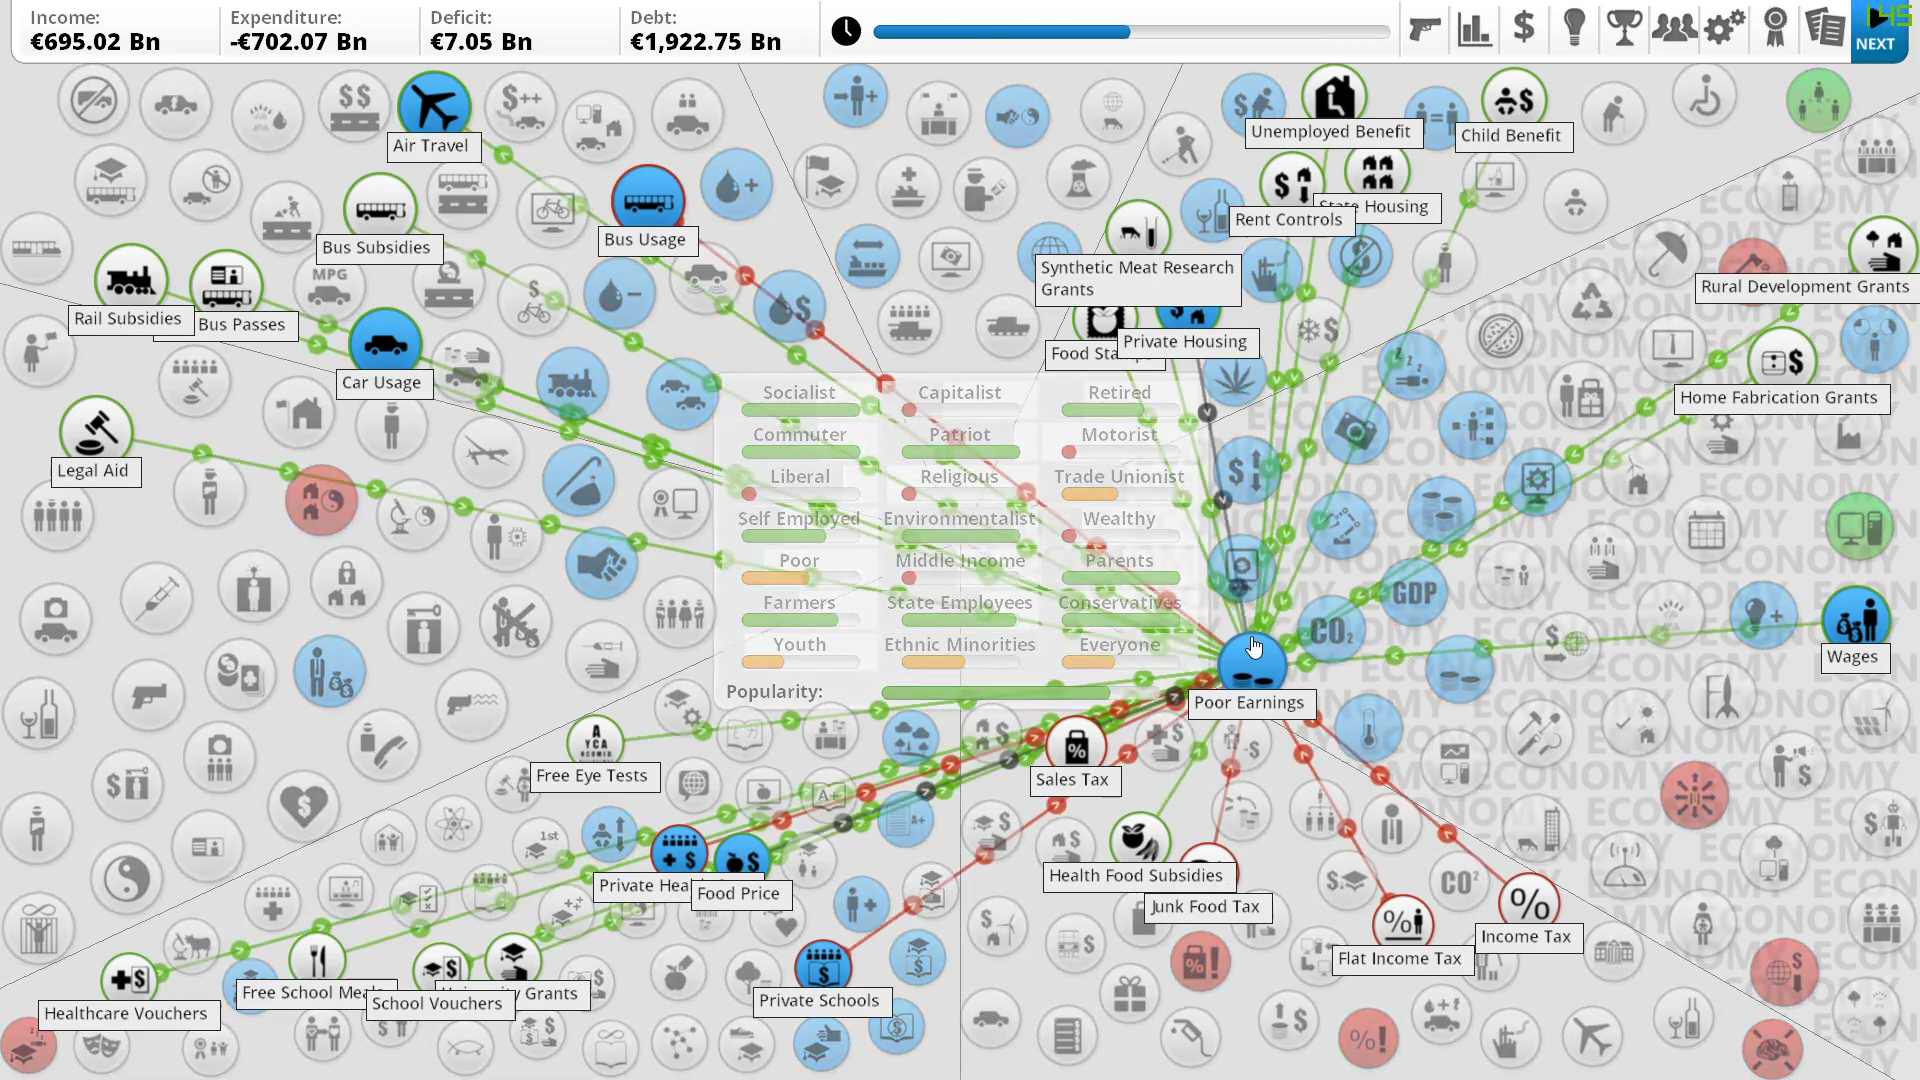 Income:
€695.02 Bn
Expenditure:
-€702.07 Bn
Deficit:
€7.05 Bn
Debt:
€1,922.75 Bn
145
NEXT
Air Travel
Unemployed Benefit
Child Benefit
Bus Subsidies
Bus Usage
Rent Controls
State Housing
Rail Subsidies
Bus Passes
MPG
Synthetic Meat Research
Grants
Rural Development Grants
Car Usage
Private Housing
Home Fabrication Grants
Legal Aid
Socialist
Capitalist
Retired
Commuter
Patriot
Motorist
Liberal
Religious
Trade Unionist
Self Employed
Environmentalist
Wealthy
Poor
Middle Income
Parents
Farmers
State Employees
Conservatives
Youth
Ethnic Minorities
Everyone
Popularity:
GDP
CO2
Wages
Poor Earnings
Free Eye Tests
Sales Tax
A+
A+
1st
Food Price
Health Food Subsidies
Junk Food Tax
CO2
Flat Income Tax
Income Tax
Healthcare Vouchers
School Vouchers
Private Schools
ECONOMY